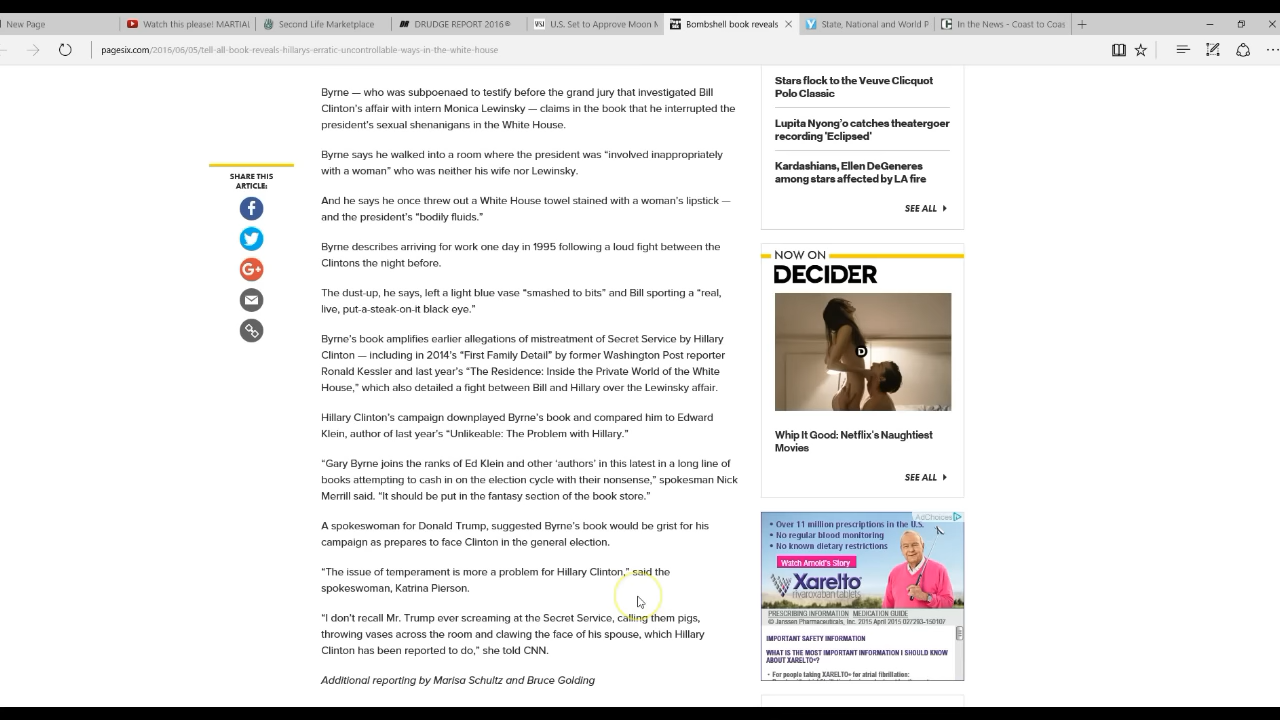 New Page
Watch this please! MARTIAL
Second Life Marketplace
DRUDGE REPORT 2016®
U.S. Set to Approve Moon M
Bombshell book reveals
State, National and World P
In the News - Coast to Coas
pagesix.com/2016/06/05/tell-all-book-reveals-hillarys-erratic-uncontrollable-ways-in-the-white-house
SHARE THIS
ARTICLE:
Byrne — who was subpoenaed to testify before the grand jury that investigated Bill
Clinton's affair with intern Monica Lewinsky — claims in the book that he interrupted the
president's sexual shenanigans in the White House.
Byrne says he walked into a room where the president was “involved inappropriately
with a woman” who was neither his wife nor Lewinsky.
And he says he once threw out a White House towel stained with a woman's lipstick —
and the president's “bodily fluids.”
Byrne describes arriving for work one day in 1995 following a loud fight between the
Clintons the night before.
The dust-up, he says, left a light blue vase “smashed to bits” and Bill sporting a “real,
live, put-a-steak-on-it black eye.”
Byrne's book amplifies earlier allegations of mistreatment of Secret Service by Hillary
Clinton — including in 2014's “First Family Detail” by former Washington Post reporter
Ronald Kessler and last year's “The Residence: Inside the Private World of the White
House,” which also detailed a fight between Bill and Hillary over the Lewinsky affair.
Hillary Clinton's campaign downplayed Byrne's book and compared him to Edward
Klein, author of last year's “Unlikeable: The Problem with Hillary.”
“Gary Byrne joins the ranks of Ed Klein and other ‘authors’ in this latest in a long line of
books attempting to cash in on the election cycle with their nonsense,” spokesman Nick
Merrill said. “It should be put in the fantasy section of the book store.”
A spokeswoman for Donald Trump, suggested Byrne's book would be grist for his
campaign as prepares to face Clinton in the general election.
“The issue of temperament is more a problem for Hillary Clinton,” said the
spokeswoman, Katrina Pierson.
“I don't recall Mr. Trump ever screaming at the Secret Service, calling them pigs,
throwing vases across the room and clawing the face of his spouse, which Hillary
Clinton has been reported to do,” she told CNN.
Additional reporting by Marisa Schultz and Bruce Golding
Stars flock to the Veuve Clicquot
Polo Classic
Lupita Nyong'o catches theatergoer
recording 'Eclipsed'
Kardashians, Ellen DeGeneres
among stars affected by LA fire
SEE ALL
NOW ON
DECIDER
D
Whip It Good: Netflix's Naughtiest
Movies
SEE ALL
AdChoices
• Over 11 million prescriptions in the U.S.
• No regular blood monitoring
• No known dietary restrictions
Watch Arnold's Story
Xarelto
rivaroxaban tablets
PRESCRIBING INFORMATION MEDICATION GUIDE
© Janssen Pharmaceuticals, Inc. 2015 April 2015 027293-150107
IMPORTANT SAFETY INFORMATION
WHAT IS THE MOST IMPORTANT INFORMATION I SHOULD KNOW
ABOUT XARELTO®?
• For people taking XARELTO® for atrial fibrillation: